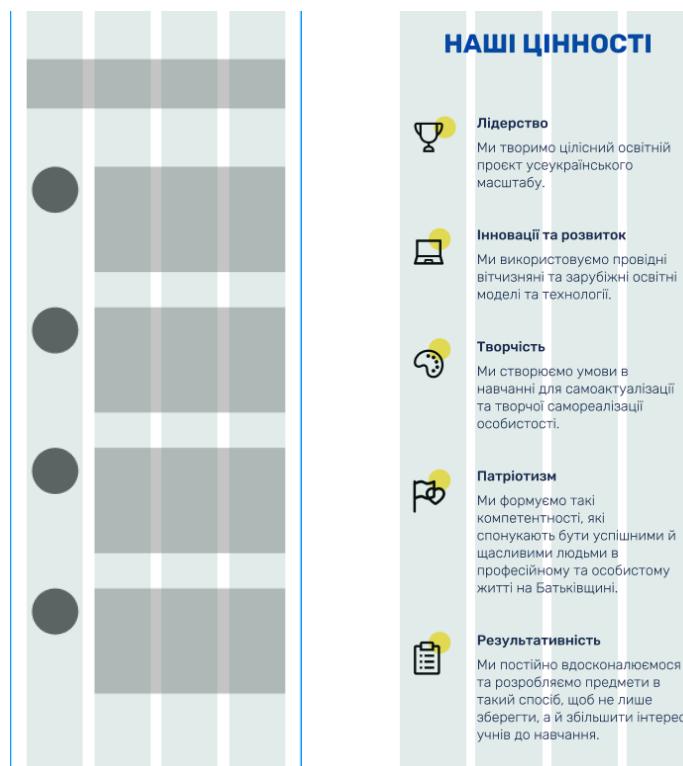 НАШІ ЦІННОСТІ
Лідерство
Ми творимо цілісний освітній
проєкт усеукраїнського
масштабу.
Інновації та розвиток
Ми використовуємо провідні
вітчизняні та зарубіжні освітні
моделі та технології.
Творчість
Ми створюємо умови в
навчанні для самоактуалізації
та творчої самореалізації
особистості.
Патріотизм
Ми формуємо такі
компетентності, які
спонукають бути успішними й
щасливими людьми в
професійному та особистому
житті на Батьківщині.
Результативність
Ми постійно вдосконалюємося
та розробляємо предмети в
такий спосіб, щоб не лише
зберегти, а й збільшити інтерес
учнів до навчання.